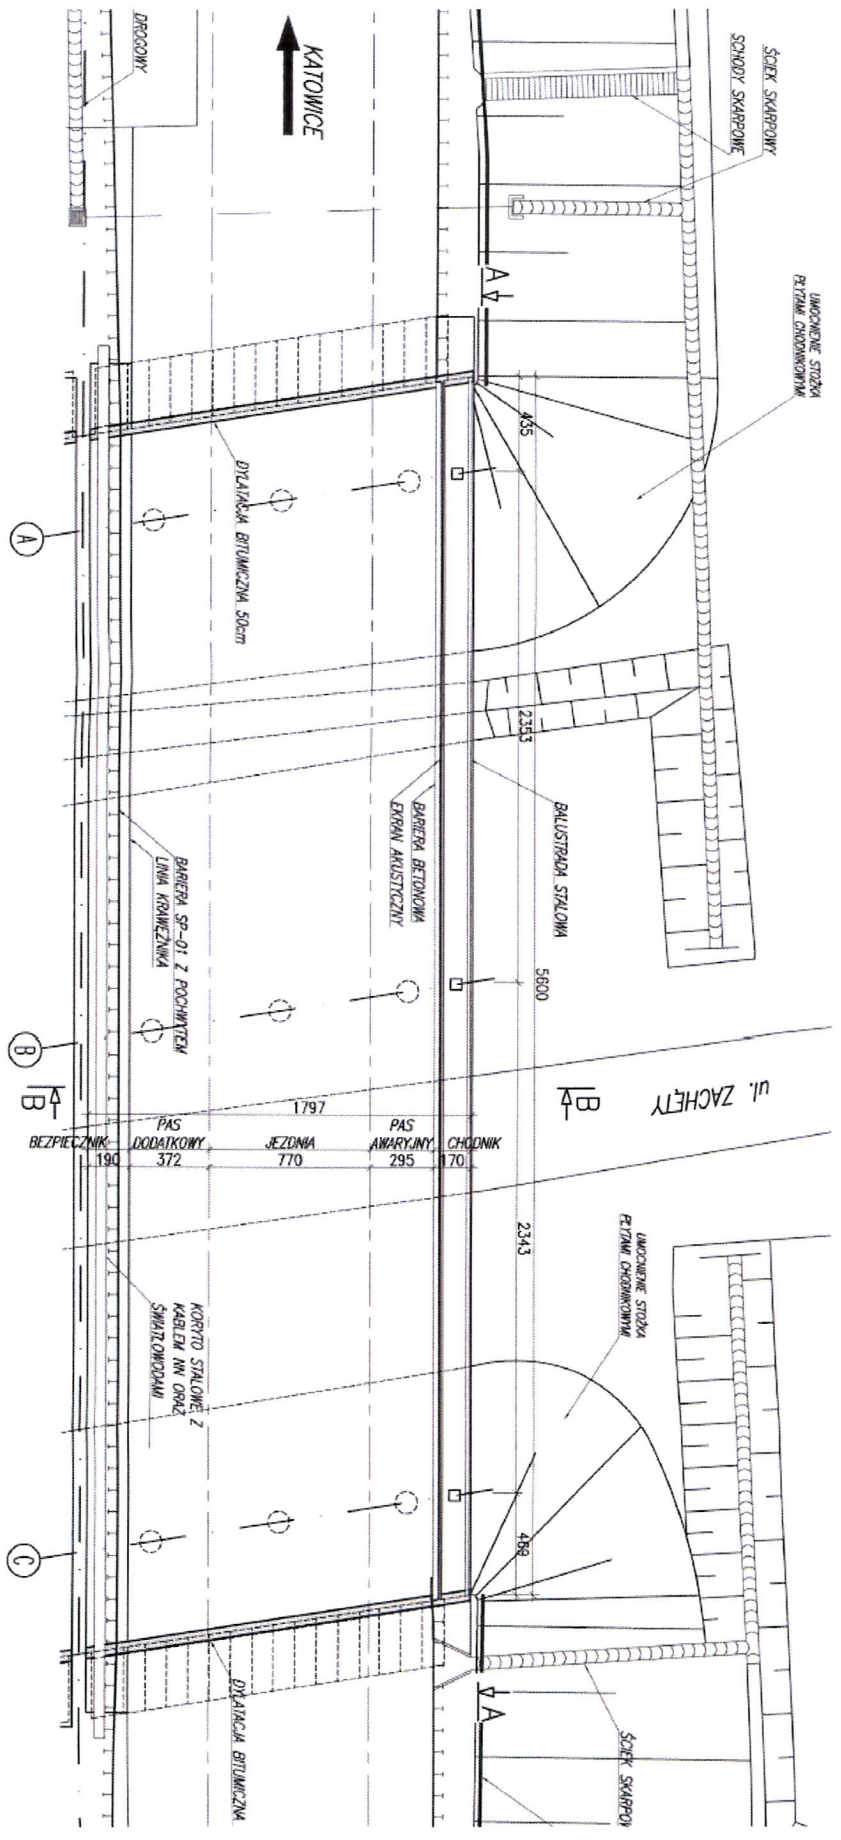 DROGOWY
KATOWICE
ŚCIEK SKARPOWY
SCHODY SKARPOWE
A
UMOCNIENIE STOŻKA
PŁYTAMI CHODNIKOWYMI
435
DYLATACJA BITUMICZNA 50cm
A
2353
BALUSTRADA STALOWA
BARIERA BETONOWA
EKRAN AKUSTYCZNY
BARIERA SP-01 Z POCHWYTEM
LINIA KRAWĘŻNIKA
5600
B
B
B
ul. ZACHĘTY
1797
BEZPIECZNIK
PAS
DODATKOWY
JEZDNIA
PAS
AWARYJNY
CHODNIK
190
372
770
295
170
2343
UMOCNIENIE STOŻKA
PŁYTAMI CHODNIKOWYMI
KORYTO STALOWE Z
KABLEM NN ORAZ
ŚWIATŁOWODAMI
C
DYLATACJA BITUMICZNA
A
ŚCIEK SKARPOW